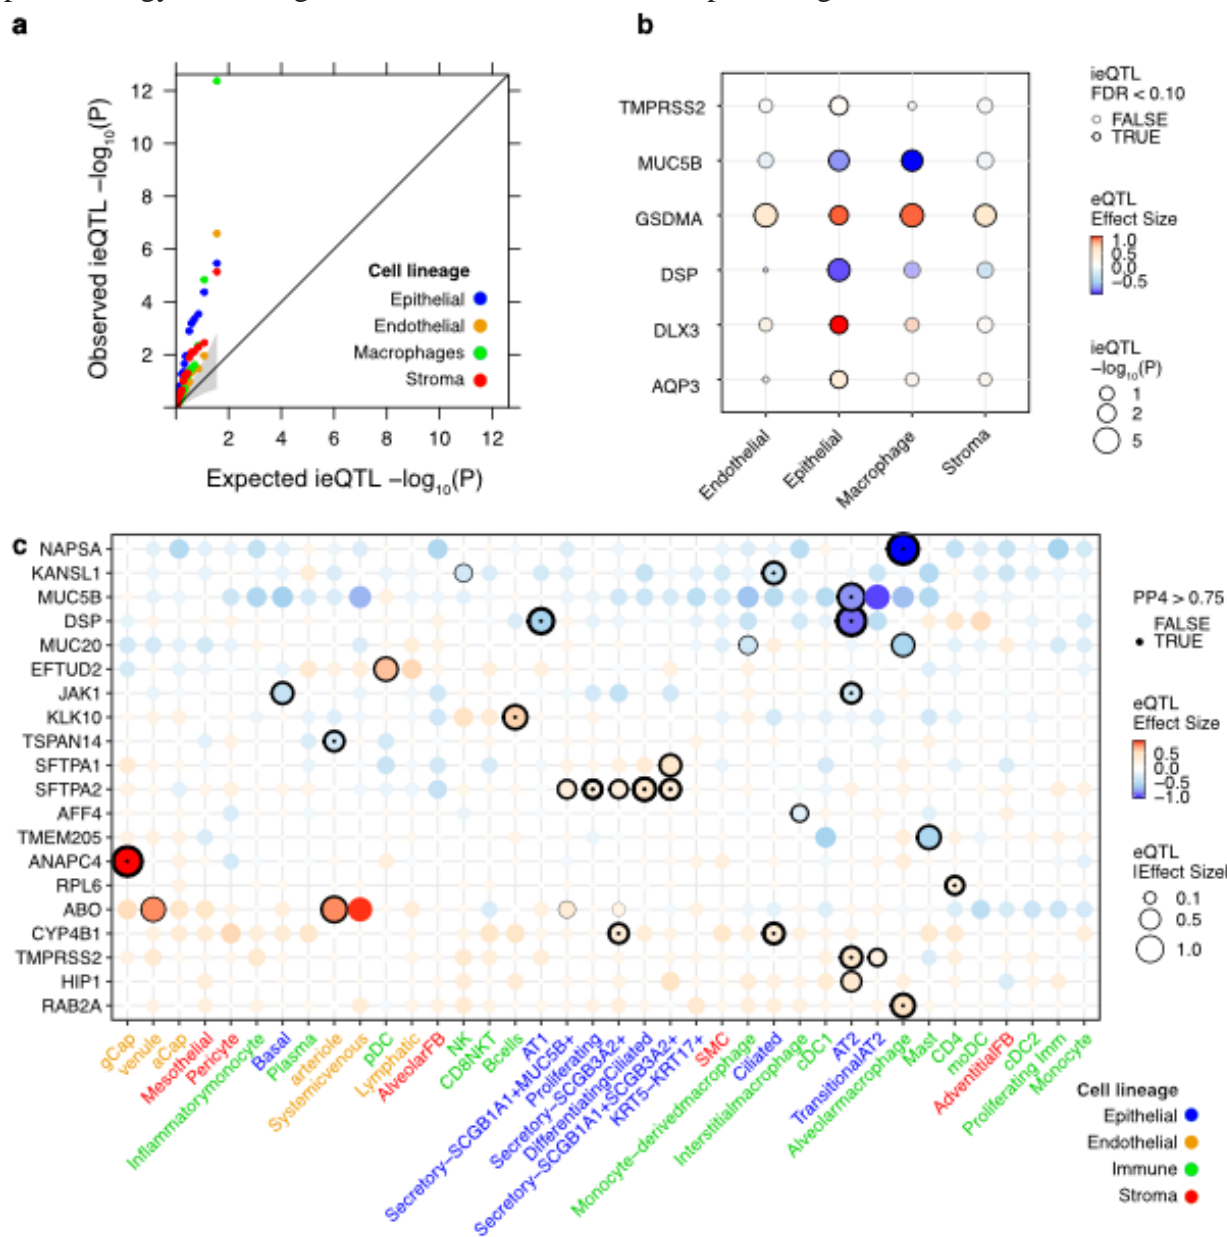 a
b
12
10
8
6
4
2
Observed ieQTL −log10(P)
Cell lineage
Epithelial
Endothelial
Macrophages
Stroma
2 4 6 8 10 12
Expected ieQTL −log10(P)
TMPRSS2
MUC5B
GSDMA
DSP
DLX3
AQP3
Endothelial
Epithelial
Macrophage
Stroma
ieQTL
FDR < 0.10
FALSE
TRUE
eQTL
Effect Size
1.0
0.5
0.0
−0.5
ieQTL
−log10(P)
1
2
5
c
NAPSA
KANSL1
MUC5B
DSP
MUC20
EFTUD2
JAK1
KLK10
TSPAN14
SFTPA1
SFTPA2
AFF4
TMEM205
ANAPC4
RPL6
ABO
CYP4B1
TMPRSS2
HIP1
RAB2A
gCap
venule
aCap
Mesothelial
Pericyte
Inflammatorymonocyte
Basal
Plasma
arteriole
Systemicvenous
pDC
Lymphatic
AlveolarFB
NK
CD8NKT
Bcells
AT1
Secretory−SCGB1A1+MUC5B+
Proliferating
Secretory−SCGB3A2+
DifferentiatingCiliated
Secretory−SCGB1A1+SCGB3A2+
KRT5−KRT17+
SMC
Monocyte−derivedmacrophage
Ciliated
Interstitialmacrophage
cDC1
AT2
TransitionalAT2
Alveolarmacrophage
Mast
CD4
moDC
AdventitialFB
cDC2
Proliferating Imm
Monocyte
PP4 > 0.75
FALSE
TRUE
eQTL
Effect Size
0.5
0.0
−0.5
−1.0
eQTL
|Effect Size|
0.1
0.5
1.0
Cell lineage
Epithelial
Endothelial
Immune
Stroma